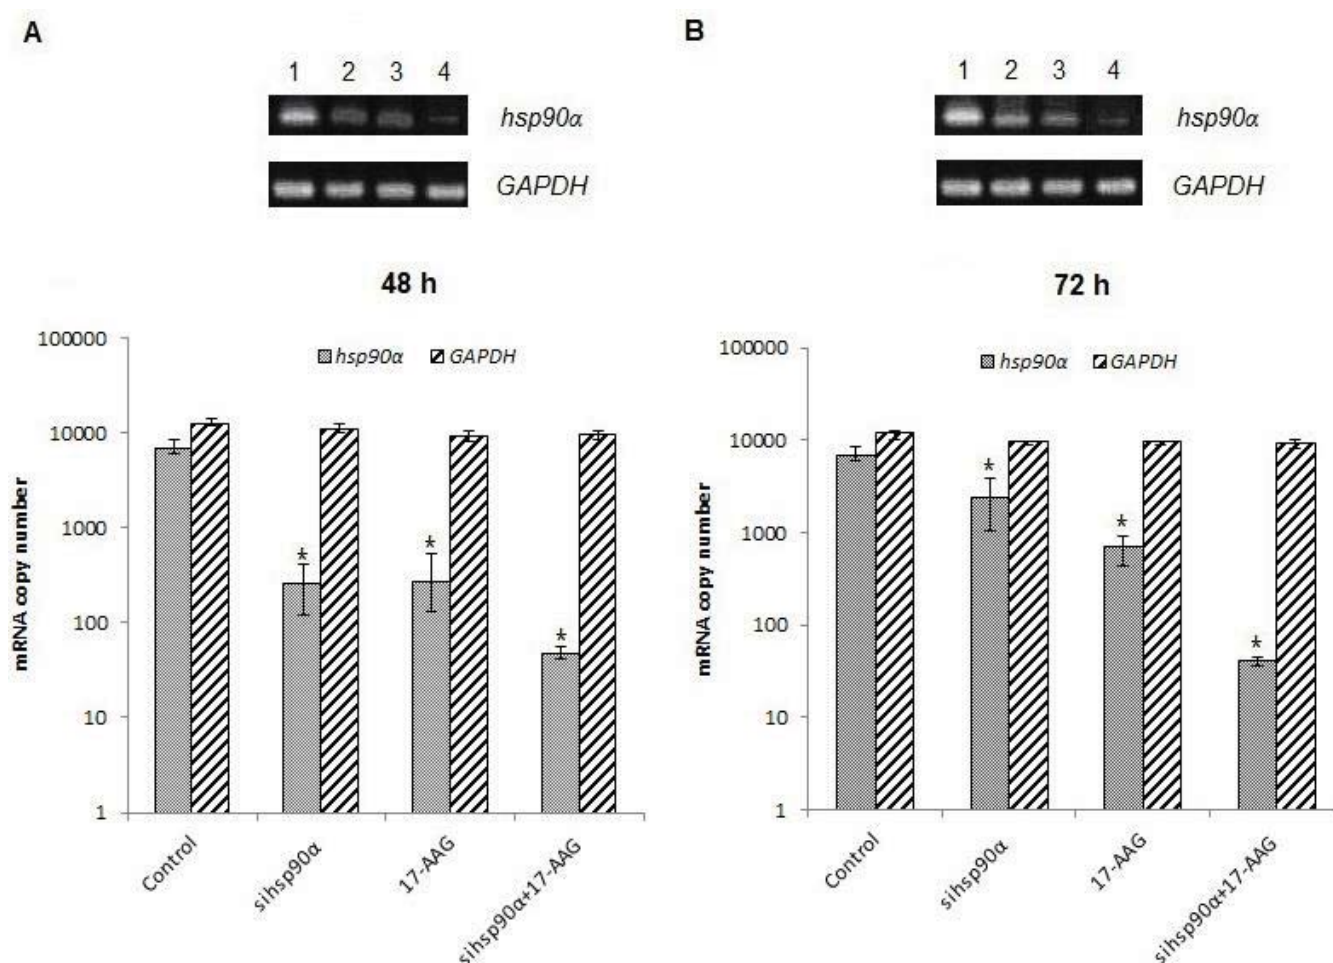 A
1 2 3 4
hsp90α
GAPDH
48 h
100000
10000
1000
100
10
1
mRNA copy number
hsp90α GAPDH
*
*
*
Control
sihsp90α
17-AAG
sihsp90α+17-AAG
B
1 2 3 4
hsp90α
GAPDH
72 h
100000
10000
1000
100
10
1
mRNA copy number
hsp90α GAPDH
*
*
*
Control
sihsp90α
17-AAG
sihsp90α+17-AAG